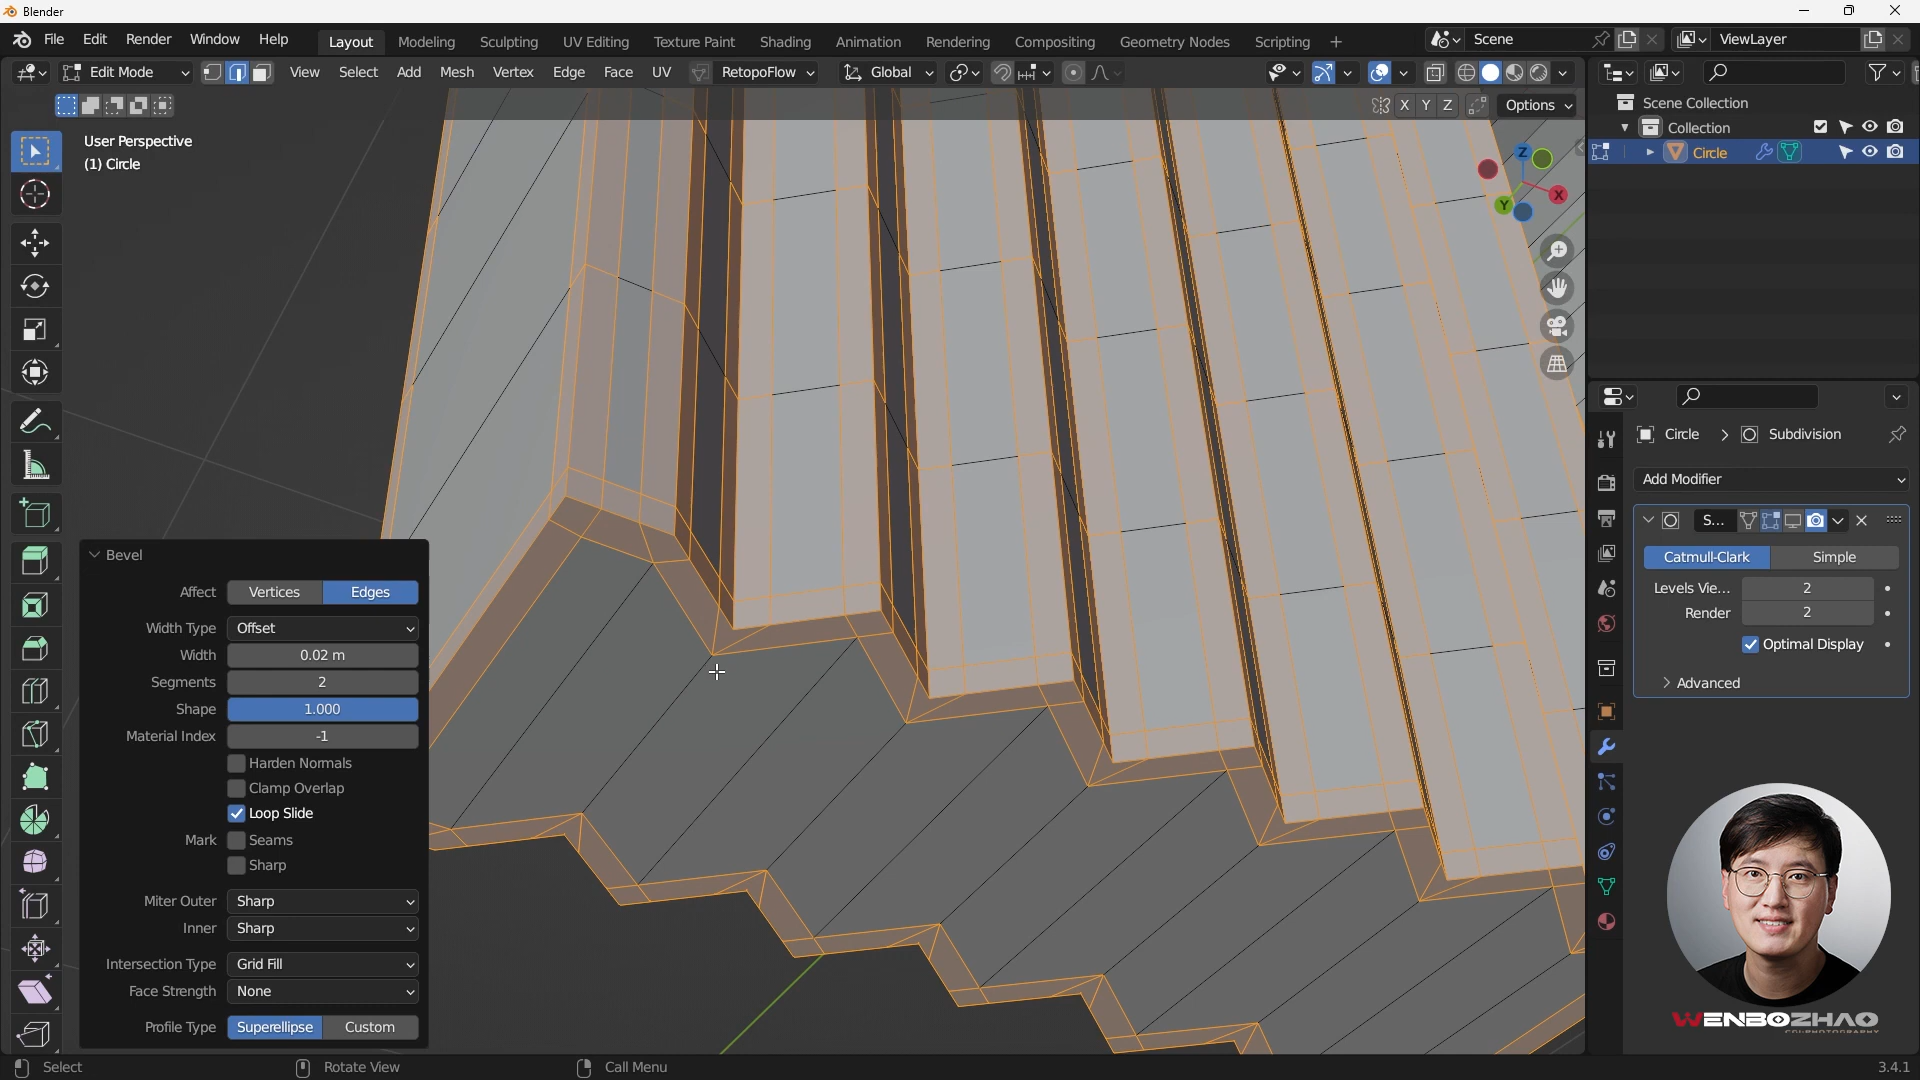 Blender
File Edit Render Window Help
Layout Modeling Sculpting UV Editing Texture Paint Shading Animation Rendering Compositing Geometry Nodes Scripting +
Scene
ViewLayer
Edit Mode
View Select Add Mesh Vertex Edge Face UV
RetopoFlow
Global
X Y Z
Options
User Perspective
(1) Circle
Z
X
Y
Scene Collection
Collection
Circle
Circle > Subdivision
Add Modifier
S...
Catmull-Clark Simple
Levels Vie... 2
Render 2
Optimal Display
Advanced
Bevel
Affect Vertices Edges
Width Type Offset
Width 0.02 m
Segments 2
Shape 1.000
Material Index -1
Harden Normals
Clamp Overlap
Loop Slide
Mark Seams
Sharp
Miter Outer Sharp
Inner Sharp
Intersection Type Grid Fill
Face Strength None
Profile Type Superellipse Custom
WENBOZHAO
Select
Rotate View
Call Menu
3.4.1